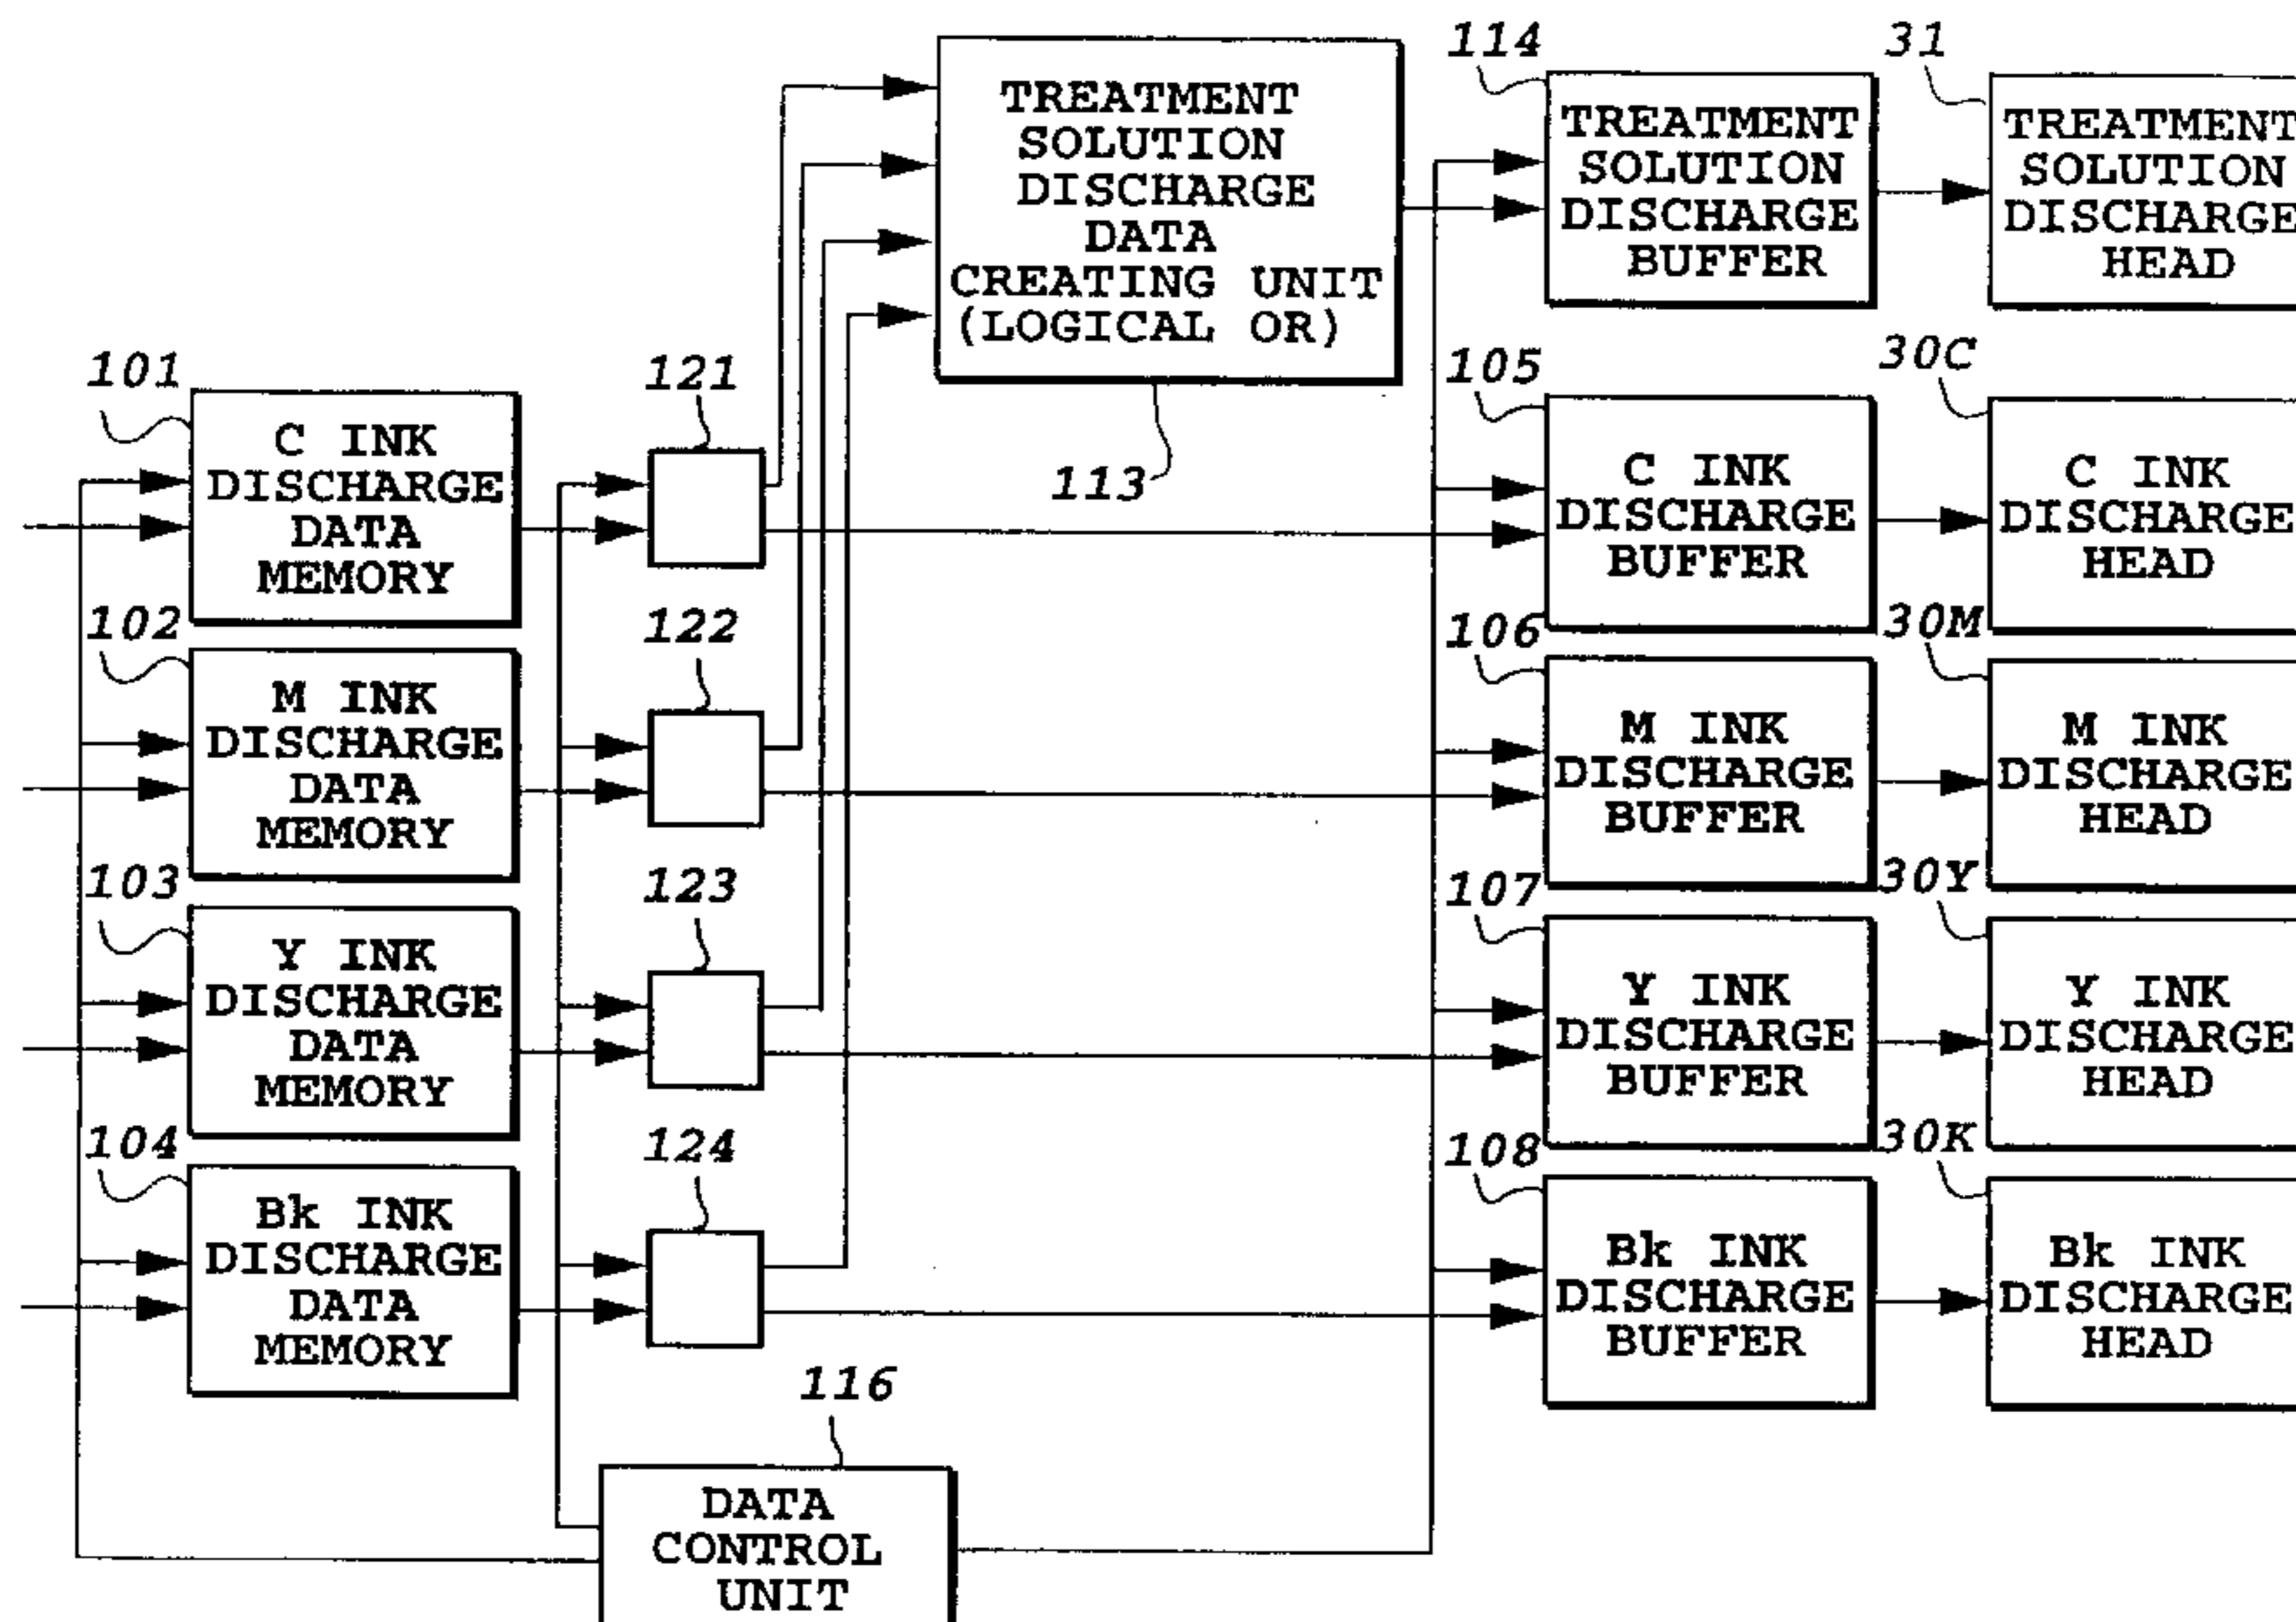 114
31
TREATMENT
SOLUTION
DISCHARGE
DATA
CREATING UNIT
(LOGICAL OR)
TREATMENT
SOLUTION
DISCHARGE
BUFFER
TREATMENT
SOLUTION
DISCHARGE
HEAD
113
101
C INK
DISCHARGE
DATA
MEMORY
121
105
C INK
DISCHARGE
BUFFER
30C
C INK
DISCHARGE
HEAD
102
M INK
DISCHARGE
DATA
MEMORY
122
106
M INK
DISCHARGE
BUFFER
30M
M INK
DISCHARGE
HEAD
103
Y INK
DISCHARGE
DATA
MEMORY
123
107
Y INK
DISCHARGE
BUFFER
30Y
Y INK
DISCHARGE
HEAD
104
Bk INK
DISCHARGE
DATA
MEMORY
124
108
Bk INK
DISCHARGE
BUFFER
30K
Bk INK
DISCHARGE
HEAD
116
DATA
CONTROL
UNIT